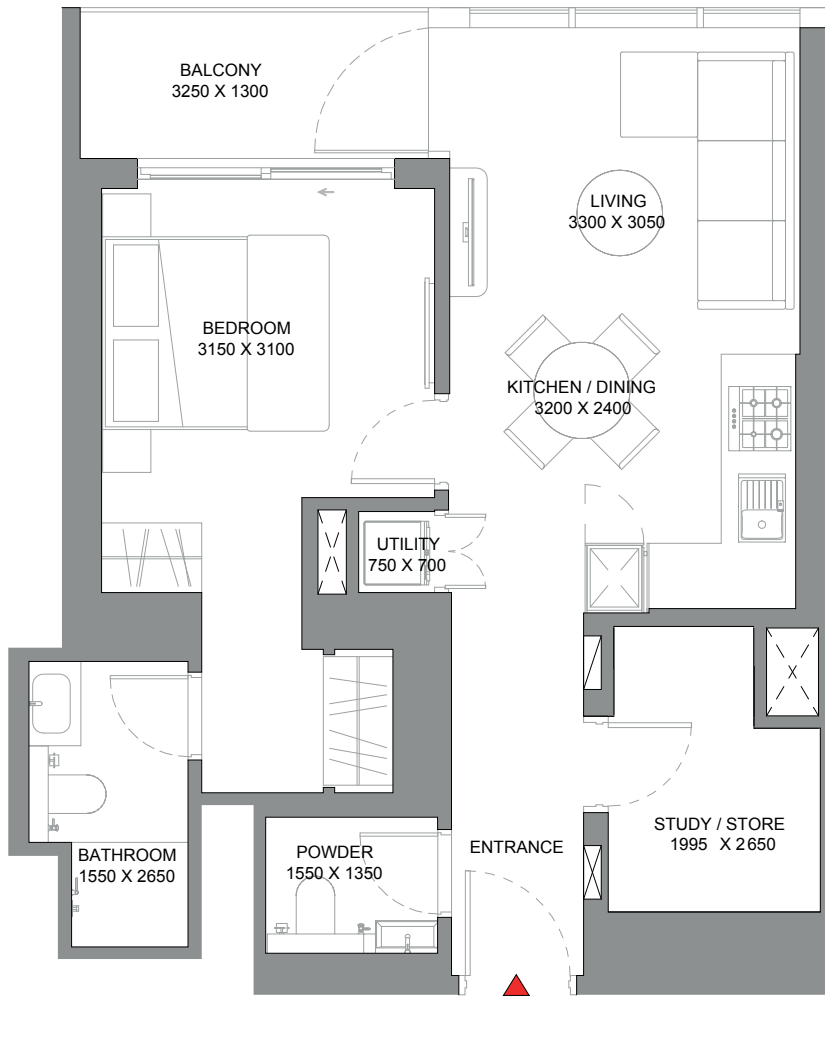 BALCONY
3250 X 1300
LIVING
3300 X 3050
BEDROOM
3150 X 3100
KITCHEN / DINING
3200 X 2400
UTILITY
750 X 700
STUDY / STORE
1995 X 2650
BATHROOM
1550 X 2650
POWDER
1550 X 1350
ENTRANCE